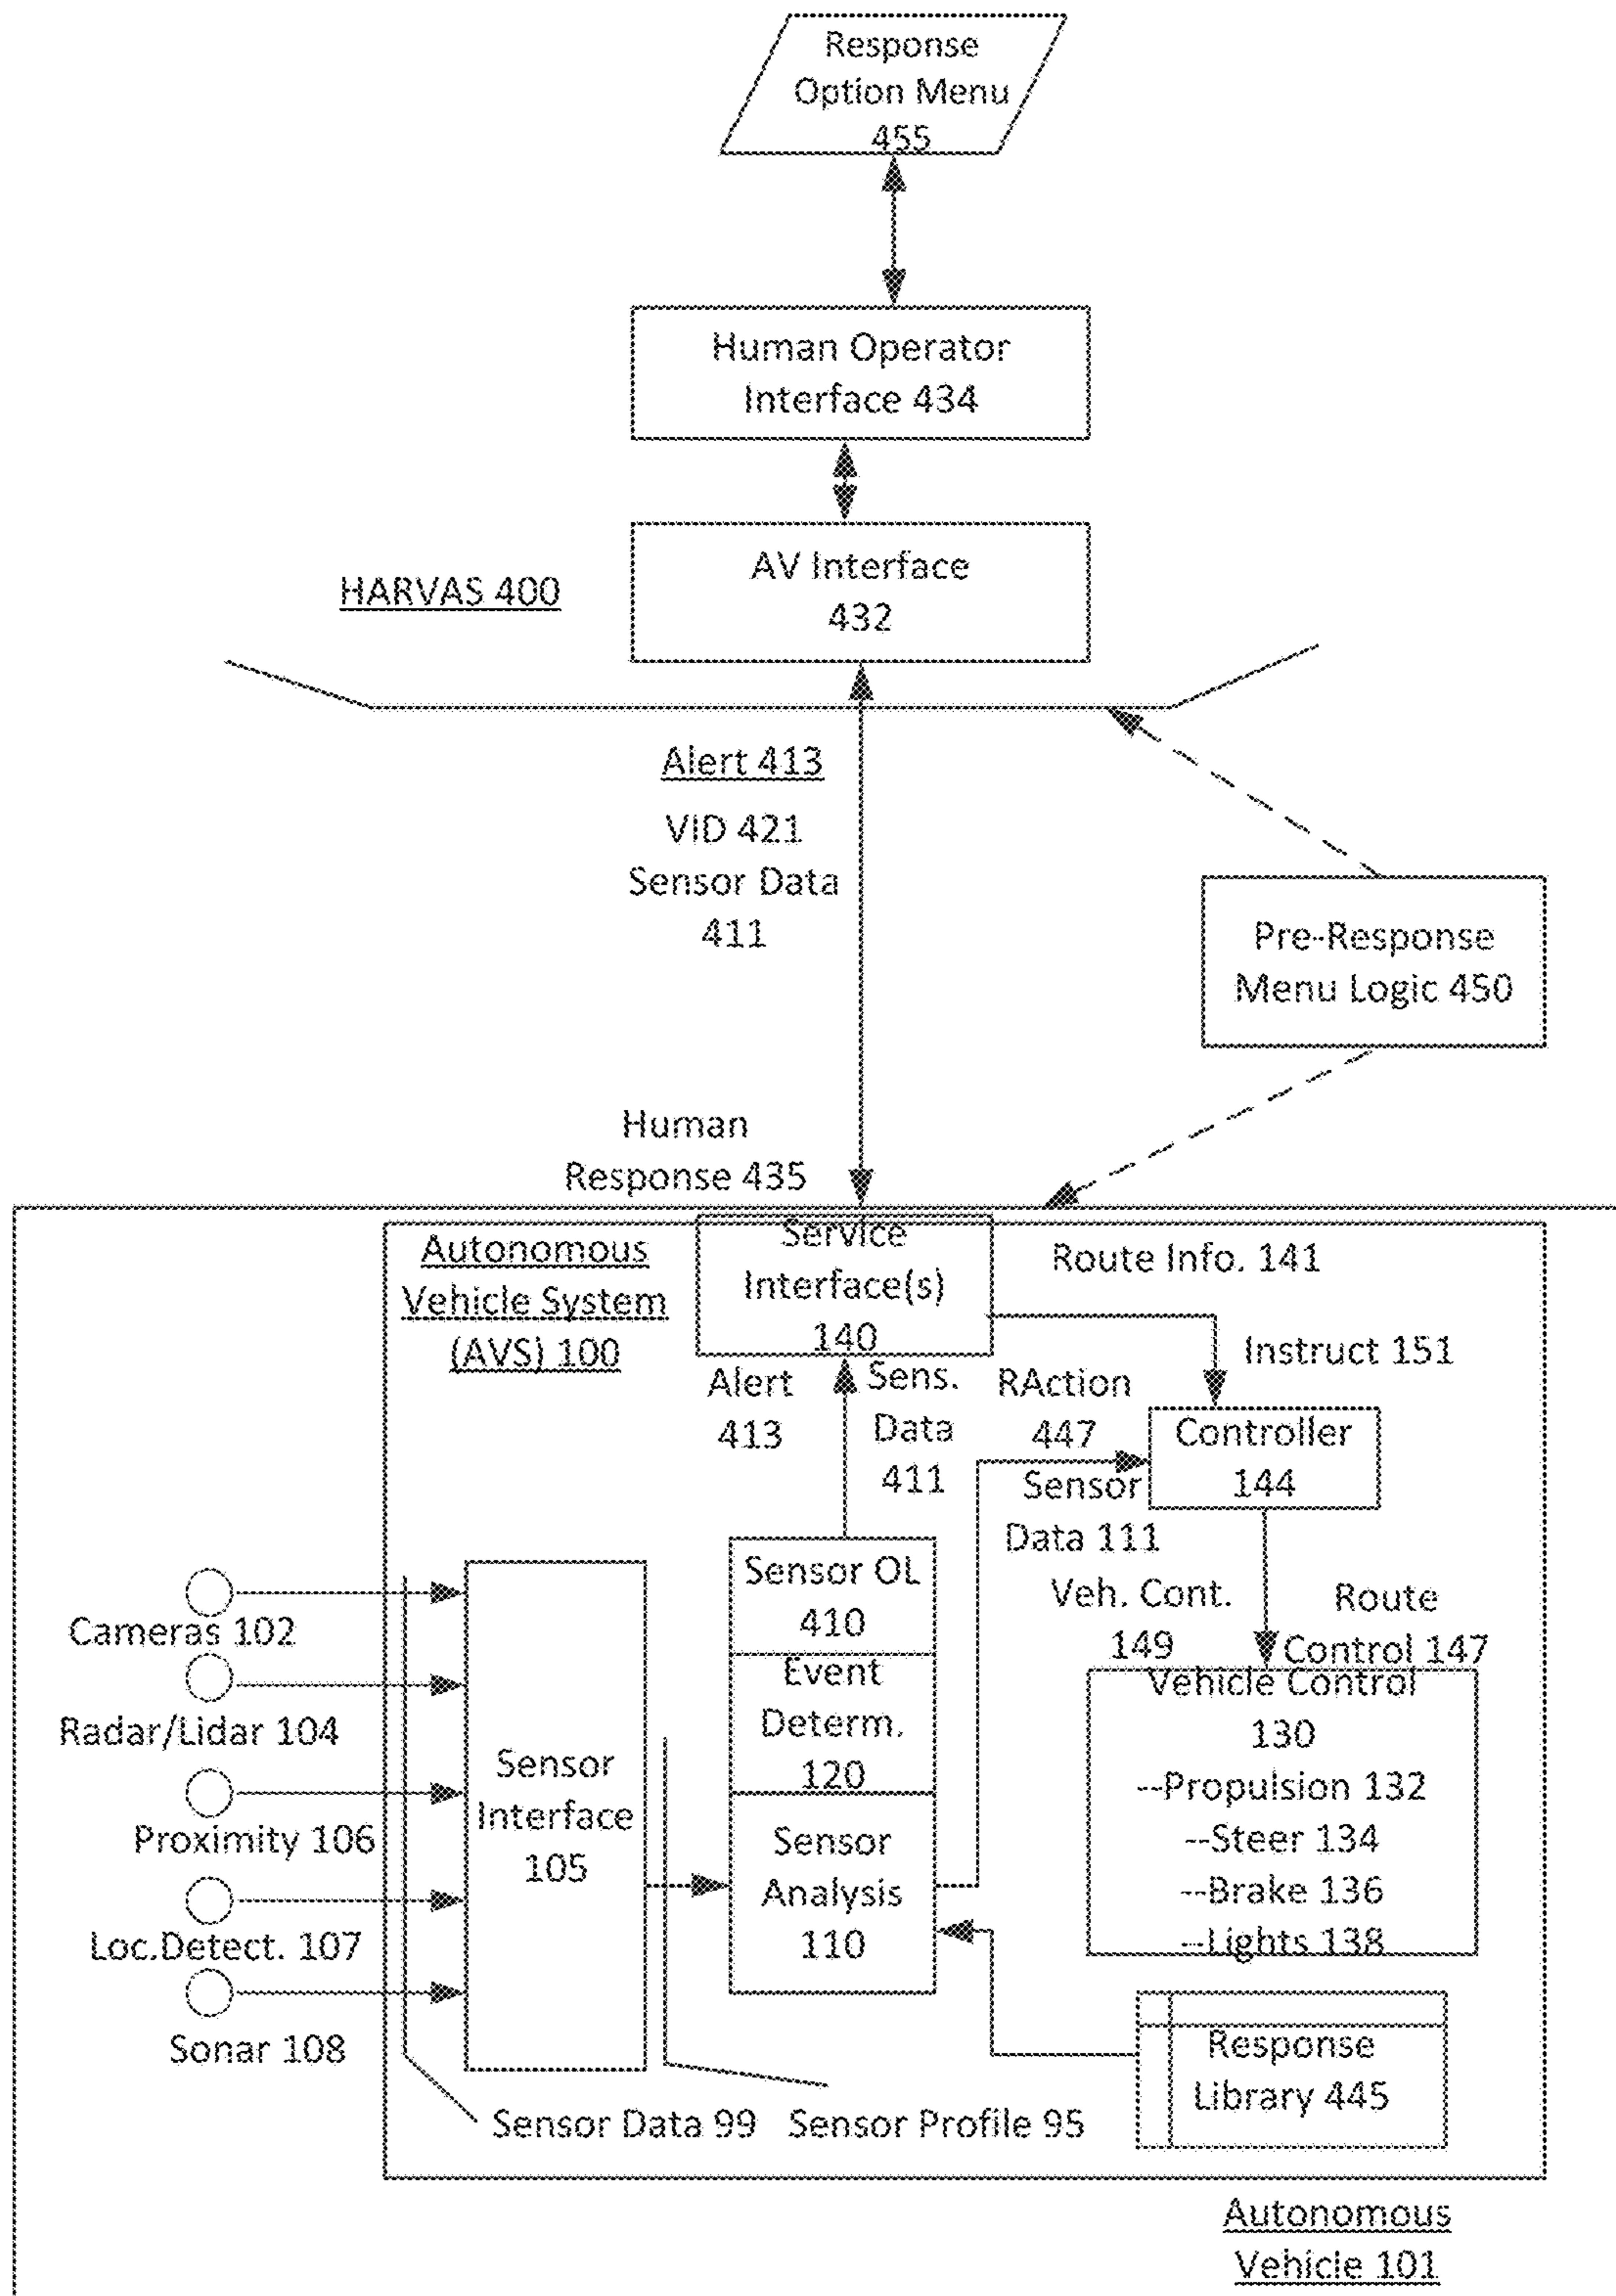 Response
Option Menu
455
Human Operator
Interface 434
AV Interface
432
HARVAS 400
Alert 413
VID 421
Sensor Data
411
Pre-Response
Menu Logic 450
Human
Response 435
Autonomous
Vehicle System
(AVS) 100
Service
Interface(s)
140
Route Info. 141
Instruct 151
Alert
413
Sens.
Data
411
RAction
447
Sensor
Data 111
Controller
144
Veh. Cont.
149
Route
Control 147
Cameras 102
Radar/Lidar 104
Proximity 106
Loc.Detect. 107
Sonar 108
Sensor
Interface
105
Sensor OL
410
Event
Determ.
120
Sensor
Analysis
110
Vehicle Control
130
--Propulsion 132
--Steer 134
--Brake 136
--Lights 138
Response
Library 445
Sensor Data 99
Sensor Profile 95
Autonomous
Vehicle 101